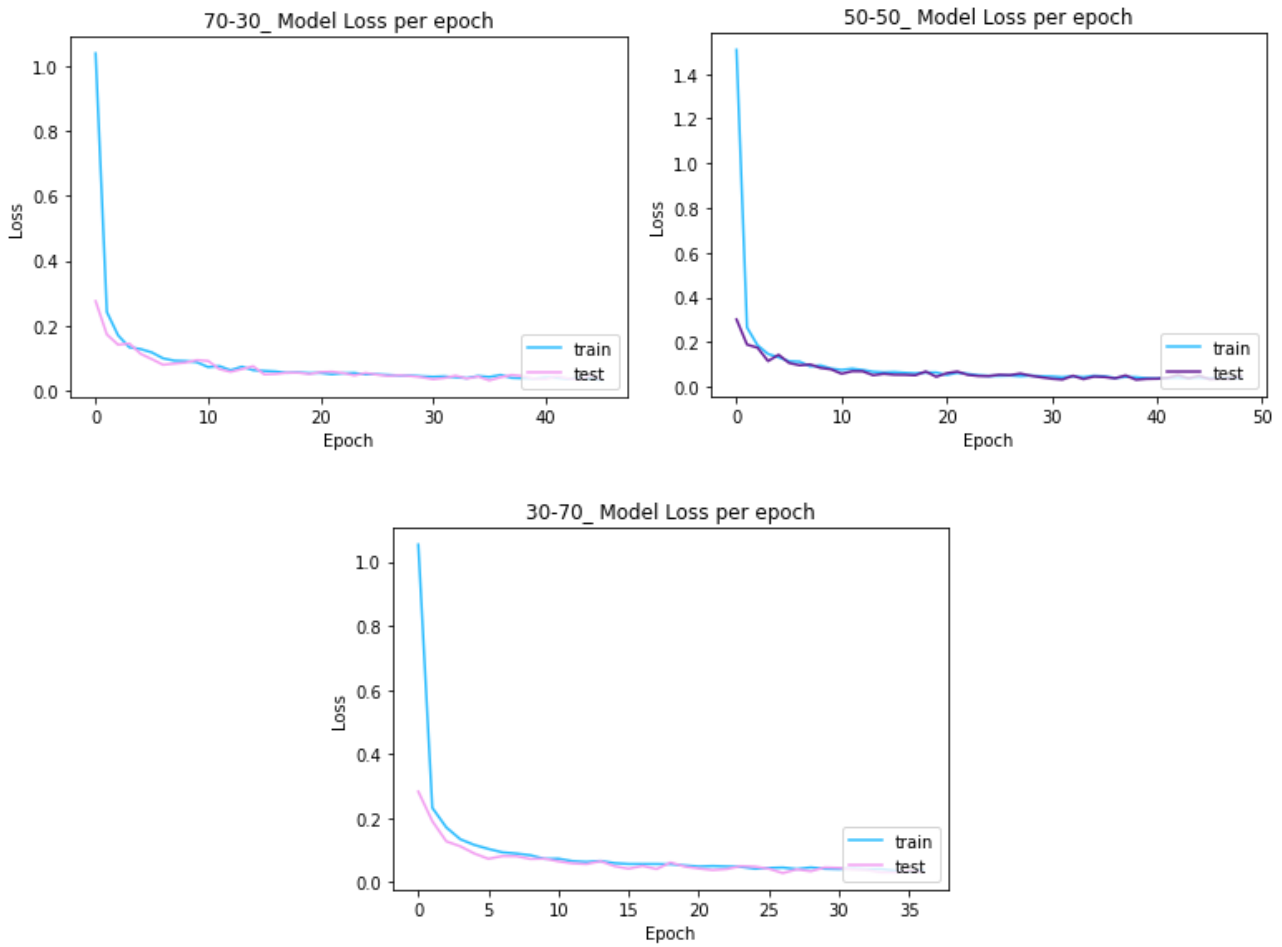 70-30_ Model Loss per epoch
1.0
0.8
0.6
0.4
0.2
0.0
Loss
train
test
0 10 20 30 40
Epoch
50-50_ Model Loss per epoch
1.4
1.2
1.0
0.8
0.6
0.4
0.2
0.0
Loss
train
test
0 10 20 30 40 50
Epoch
30-70_ Model Loss per epoch
1.0
0.8
0.6
0.4
0.2
0.0
Loss
train
test
0 5 10 15 20 25 30 35
Epoch